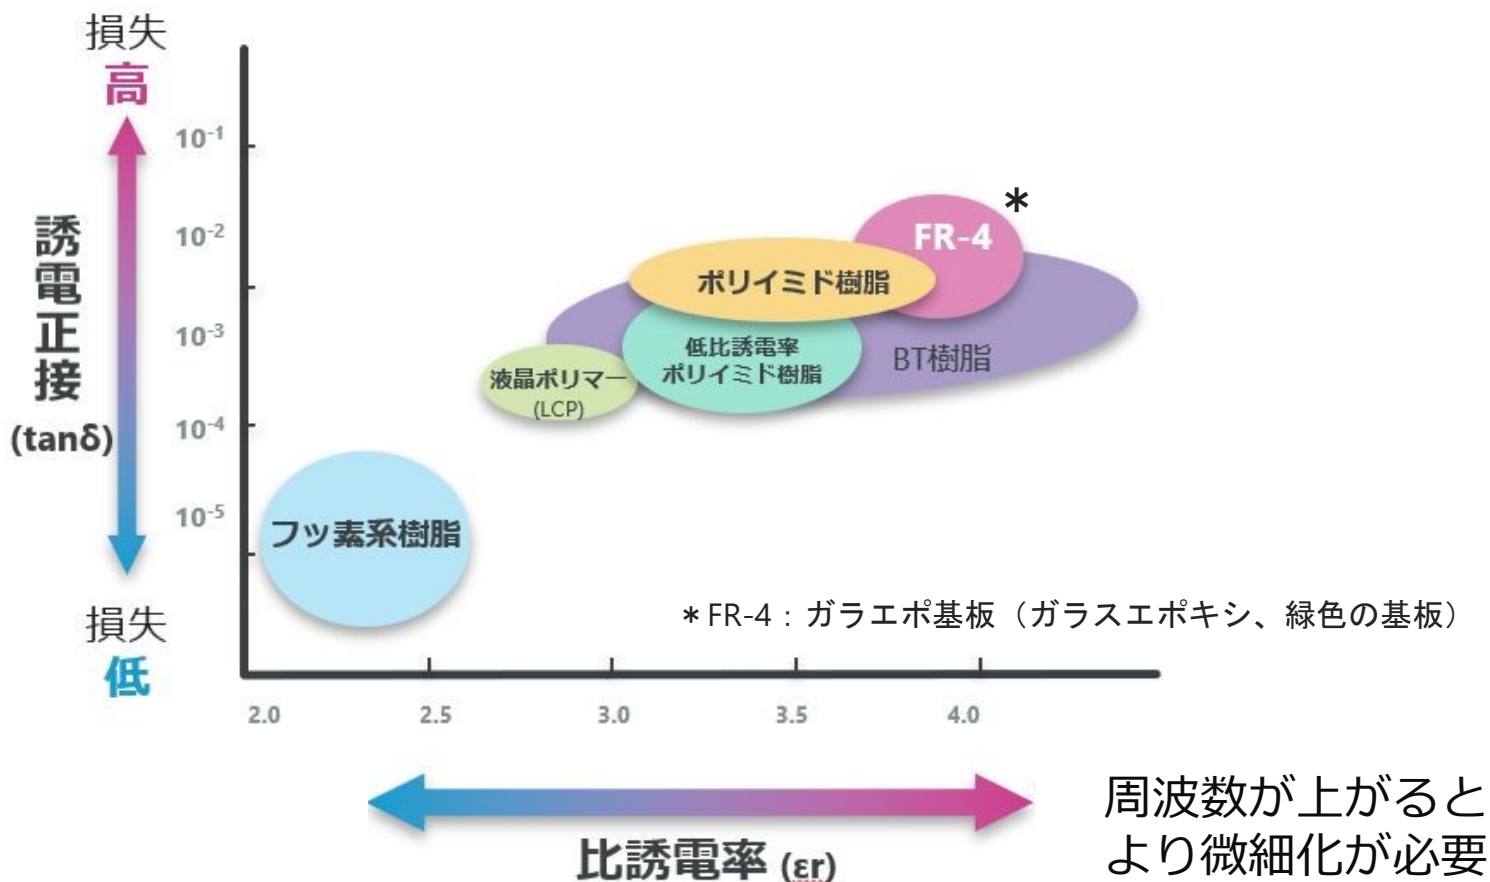 損失
高
10⁻¹
10⁻²
10⁻³
10⁻⁴
10⁻⁵
誘電正接
(tanδ)
損失
低
*
FR-4
ポリイミド樹脂
低比誘電率
ポリイミド樹脂
BT樹脂
液晶ポリマー
(LCP)
フッ素系樹脂
*FR-4：ガラエポ基板（ガラスエポキシ、緑色の基板）
2.0 2.5 3.0 3.5 4.0
比誘電率 (εr)
周波数が上がると
より微細化が必要